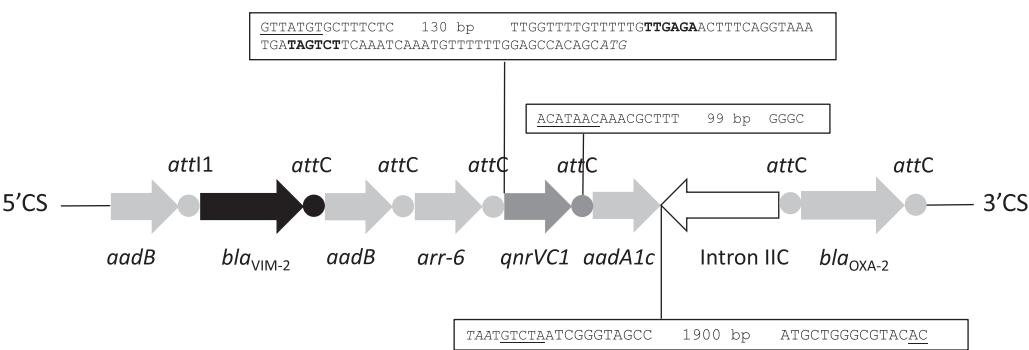 GTTATGTGCTTTCTC 130 bp TTGGTTTTGTTTTTGTTGAGAACTTTCAGGTAAA
TGATAGTCTTCAAATCAAATGTTTTTTGGAGCCACAGCATG
ACATAACAAACGCTTT 99 bp GGGC
attI1 attC attC attC attC attC attC
5’CS 3’CS
aadB blaVIM-2 aadB arr-6 qnrVC1 aadA1c Intron IIC blaOXA-2
TAATGTCTAATCGGGTAGCC 1900 bp ATGCTGGGCGTACAC